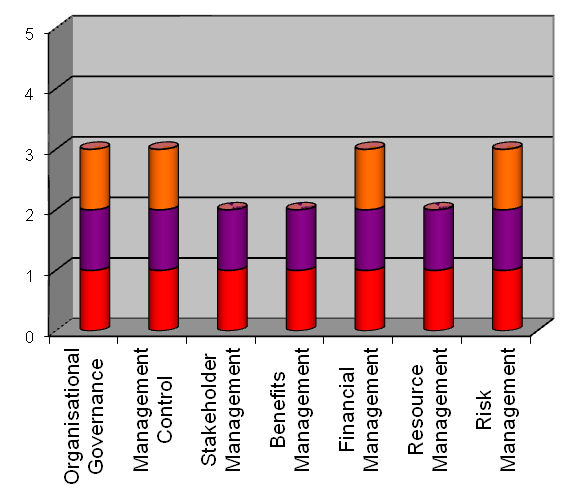 5
4
3
2
1
0
Organisational
Governance
Management
Control
Stakeholder
Management
Benefits
Management
Financial
Management
Resource
Management
Risk
Management